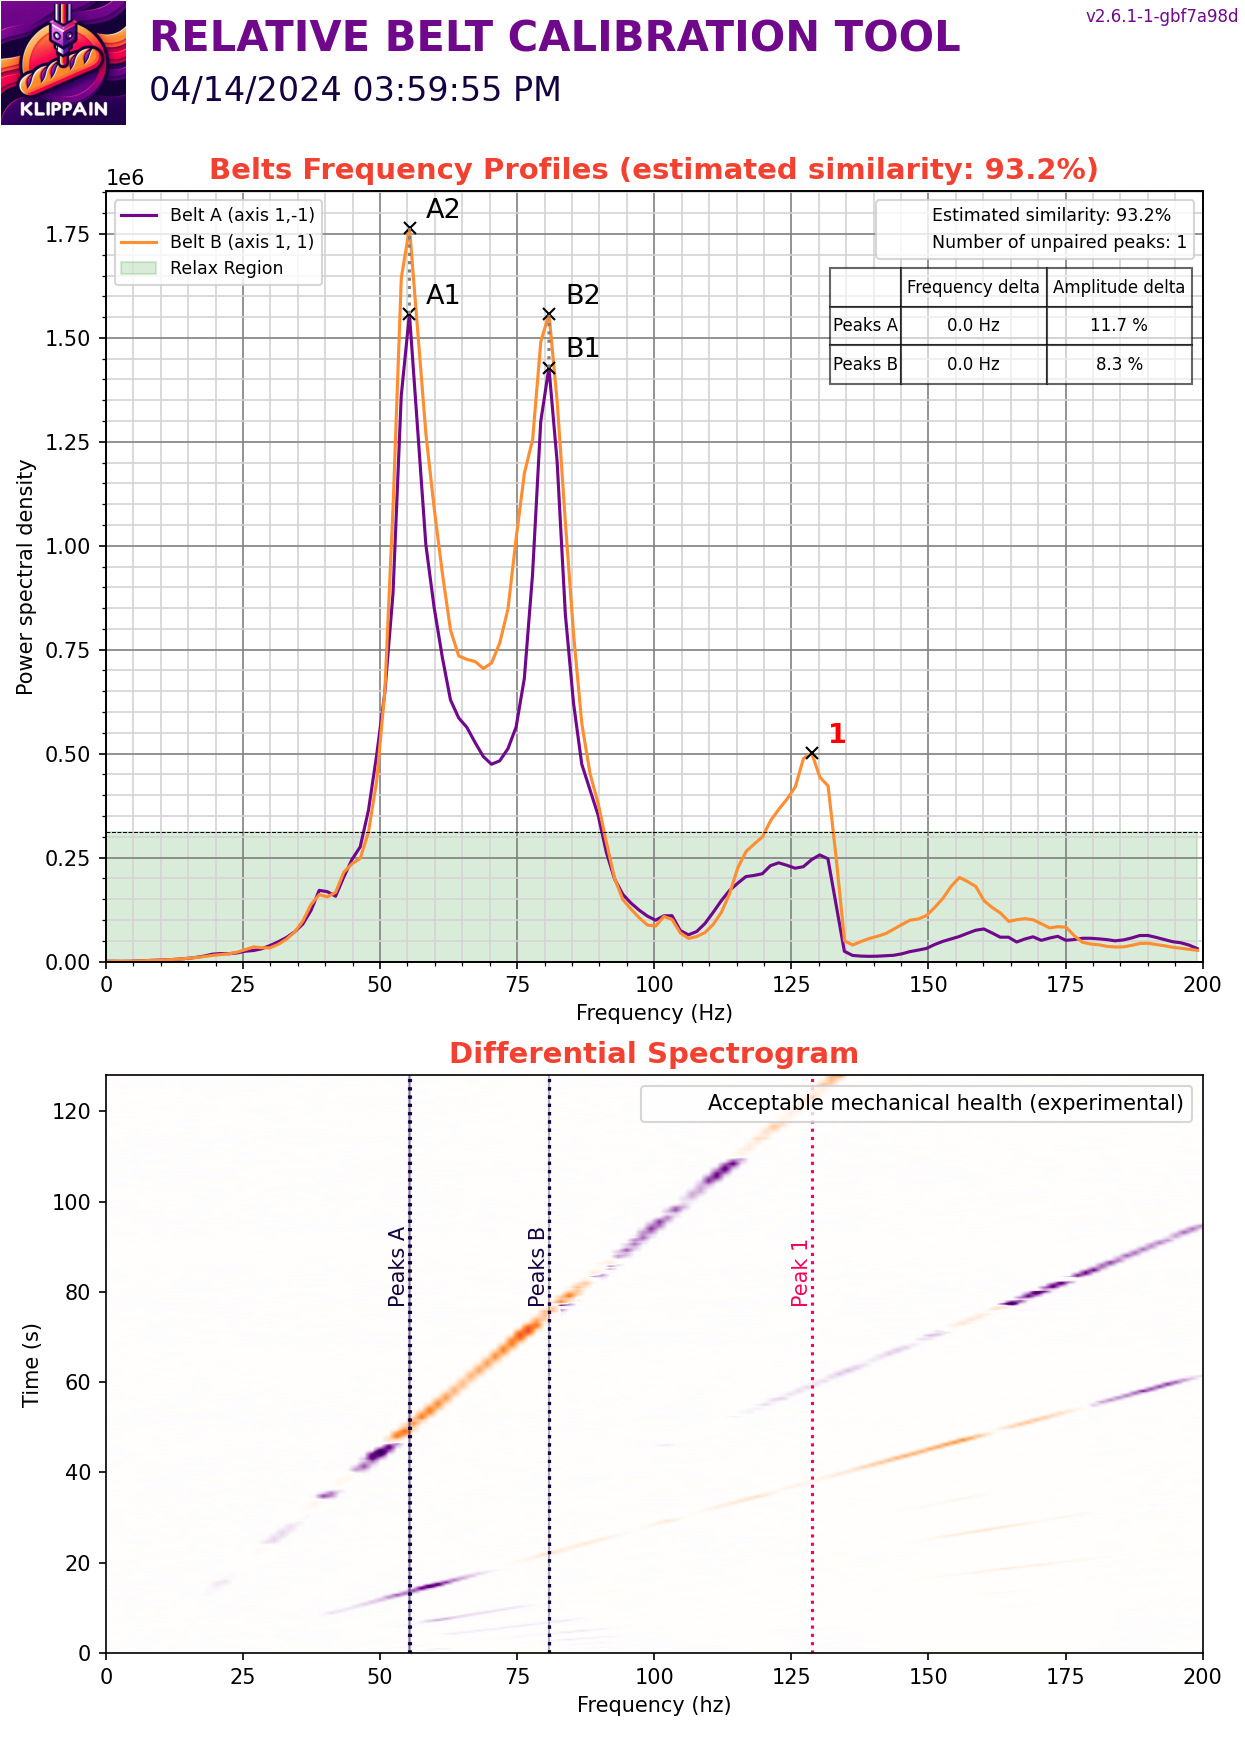 KLIPPAIN
RELATIVE BELT CALIBRATION TOOL
v2.6.1-1-gbf7a98d
04/14/2024 03:59:55 PM
Belts Frequency Profiles (estimated similarity: 93.2%)
1e6
Belt A (axis 1,-1)
Belt B (axis 1, 1)
Relax Region
Estimated similarity: 93.2%
Number of unpaired peaks: 1
Frequency delta Amplitude delta
Peaks A 0.0 Hz 11.7 %
Peaks B 0.0 Hz 8.3 %
A2
A1
B2
B1
1
1.75
1.50
1.25
1.00
0.75
0.50
0.25
0.00
Power spectral density
0 25 50 75 100 125 150 175 200
Frequency (Hz)
Differential Spectrogram
Acceptable mechanical health (experimental)
Peaks A
Peaks B
Peak 1
120
100
80
60
40
20
0
Time (s)
0 25 50 75 100 125 150 175 200
Frequency (hz)